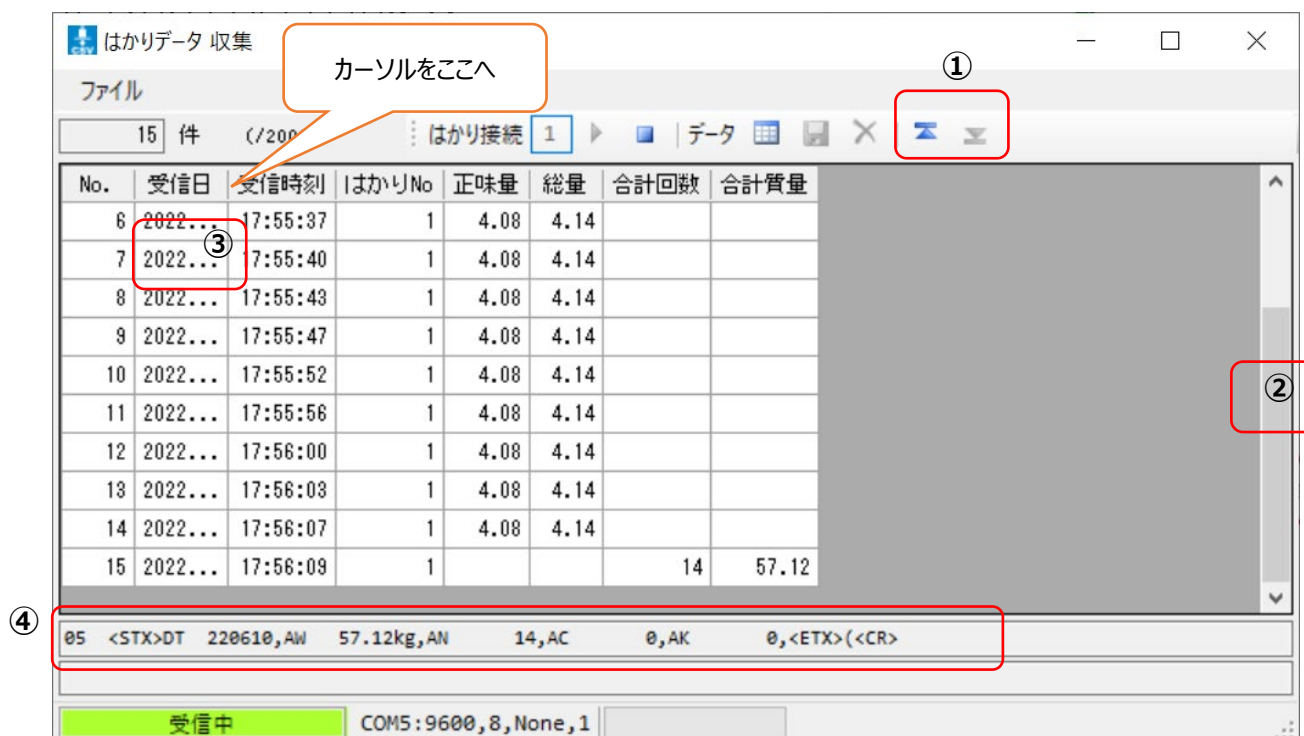 はかりデータ 収集
カーソルをここへ
①
ファイル
15 件 (/200 はかり接続 1 データ
No. 受信日 受信時刻 はかりNo 正味量 総量 合計回数 合計質量
6 2022... 17:55:37 1 4.08 4.14
③
7 2022... 17:55:40 1 4.08 4.14
8 2022... 17:55:43 1 4.08 4.14
9 2022... 17:55:47 1 4.08 4.14
10 2022... 17:55:52 1 4.08 4.14
②
11 2022... 17:55:56 1 4.08 4.14
12 2022... 17:56:00 1 4.08 4.14
13 2022... 17:56:03 1 4.08 4.14
14 2022... 17:56:07 1 4.08 4.14
15 2022... 17:56:09 1 14 57.12
④
05 <STX>DT 220610,AW 57.12kg,AN 14,AC 0,AK 0,<ETX>(<CR>
受信中 COM5:9600,8,None,1